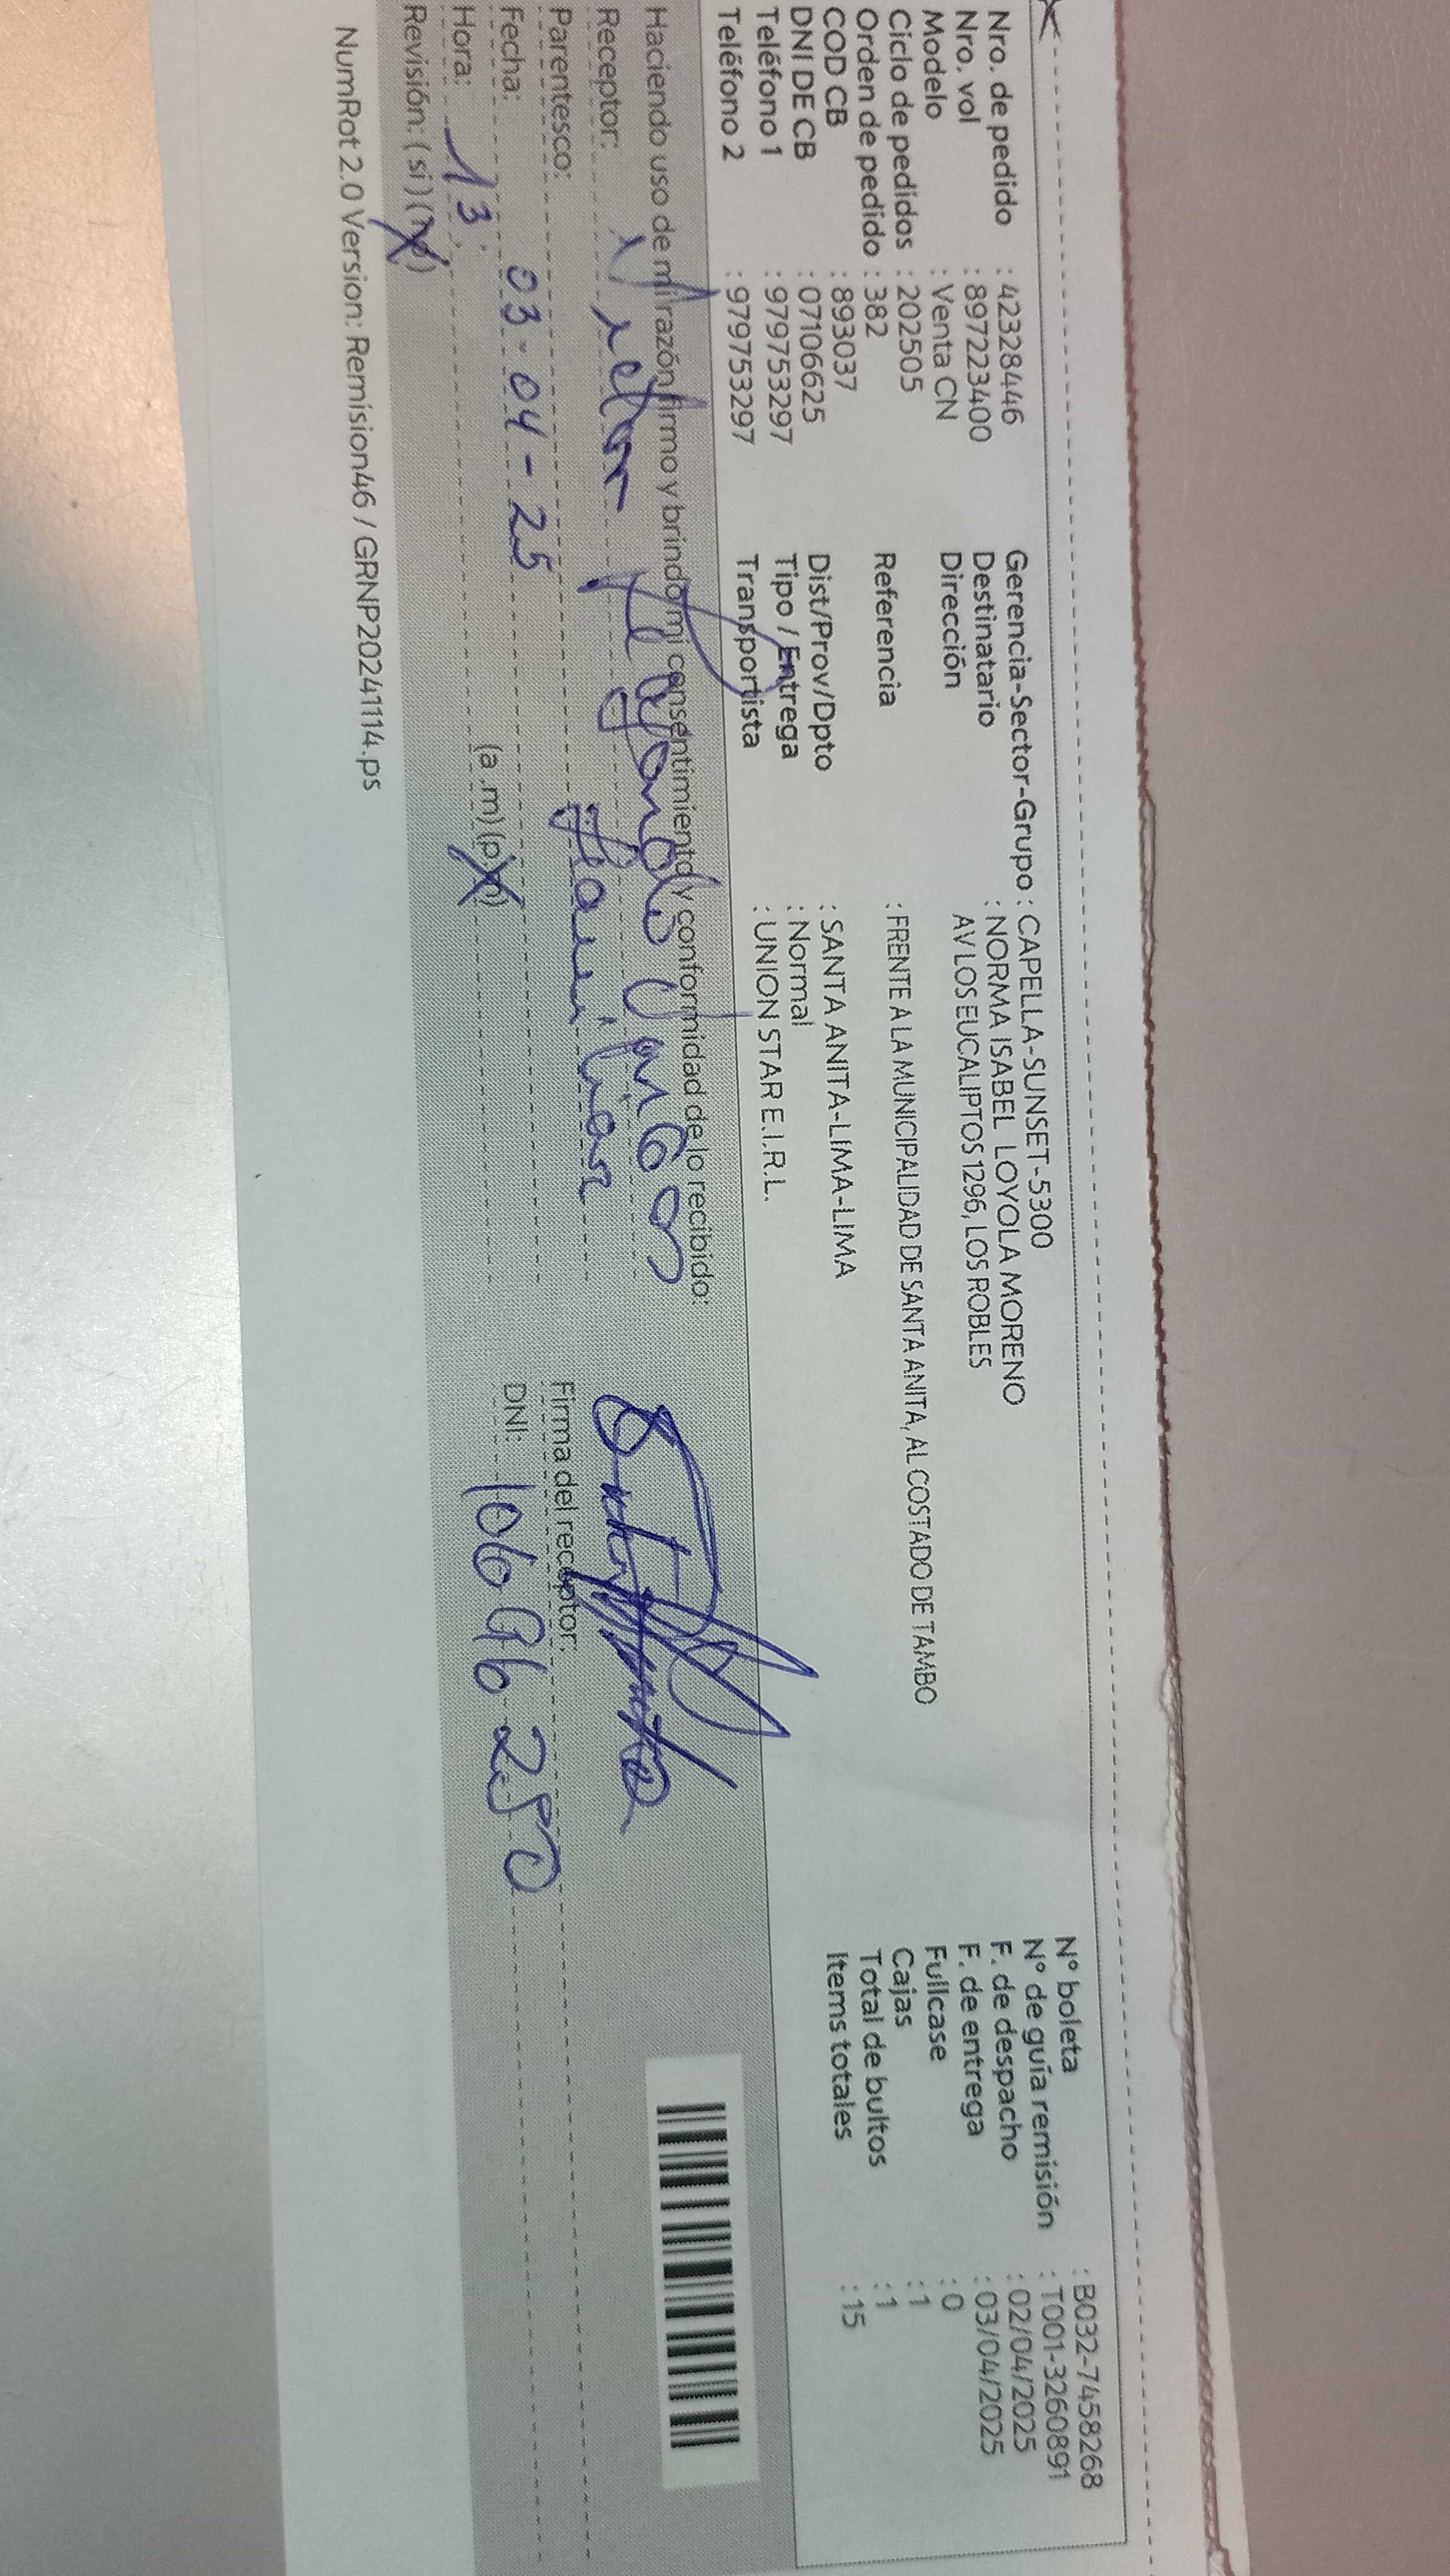 Nro. de pedido : 42328446
Nro. vol : 897223400
Modelo : Venta CN
Ciclo de pedidos : 202505
Orden de pedido : 382
COD CB : 893037
DNI DE CB : 07106625
Teléfono 1 : 979753297
Teléfono 2 : 979753297
Gerencia-Sector-Grupo : CAPELLA-SUNSET-5300
Destinatario : NORMA ISABEL LOYOLA MORENO
Dirección AV LOS EUCALIPTOS 1296, LOS ROBLES
Referencia : FRENTE A LA MUNICIPALIDAD DE SANTA ANITA, AL COSTADO DE TAMBO
Dist/Prov/Dpto : SANTA ANITA-LIMA-LIMA
Tipo / Entrega : Normal
Transportista : UNION STAR E.I.R.L.
N° boleta : B032-7458268
N° de guía remisión : T001-3260891
F. de despacho : 02/04/2025
F. de entrega : 03/04/2025
Fullcase : 0
Cajas : 1
Total de bultos : 1
Items totales : 15
Haciendo uso de mi razón firmo y brindo mi consentimiento y conformidad de lo recibido:
Receptor:
Parentesco:
Fecha: 03-04-25
Hora: 13 : (a.m) (p.m)
Revisión: (si) (no)
Firma del receptor:
DNI: 10696250
NumRot 2.0 Version: Remision46 / GRNP20241114.ps